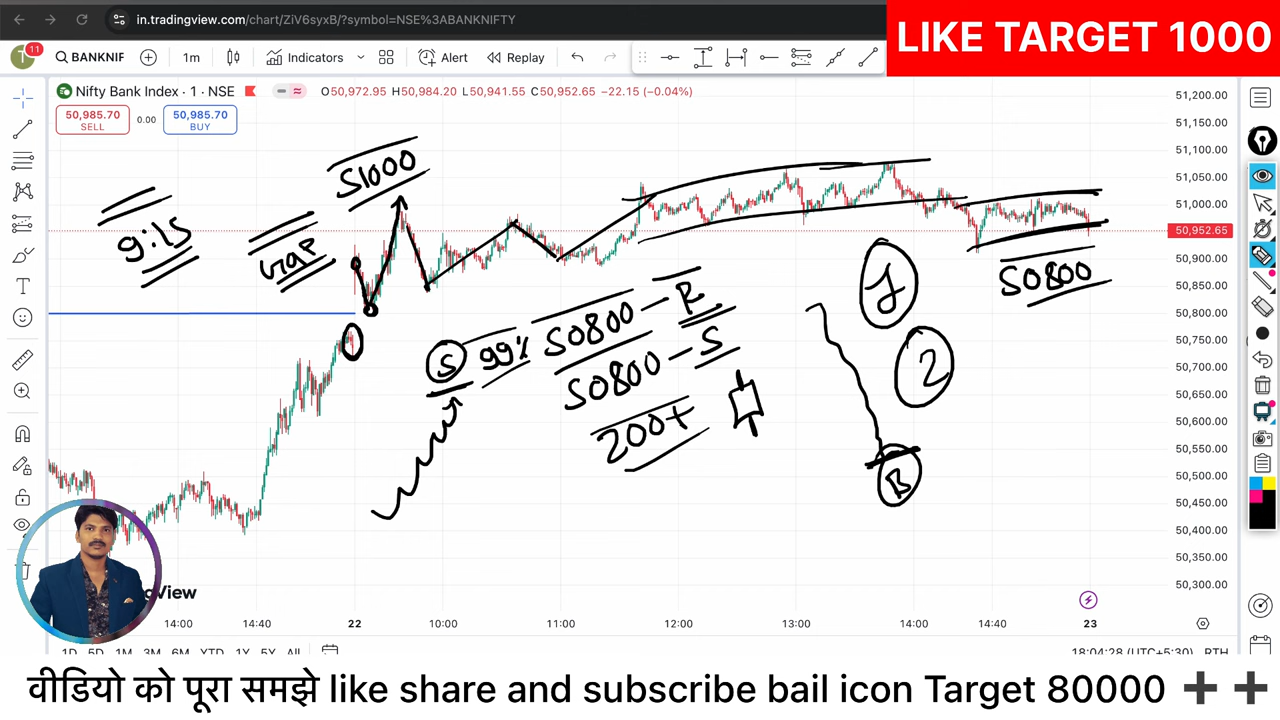 in.tradingview.com/chart/ZiV6syxB/?symbol=NSE%3ABANKNIFTY
LIKE TARGET 1000
T 11 BANKNIF 1m Indicators Alert Replay
Nifty Bank Index · 1 · NSE O50,972.95 H50,984.20 L50,941.55 C50,952.65 −22.15 (−0.04%)
50,985.70 SELL 0.00 50,985.70 BUY
51,200.00
51,150.00
51,100.00
51,050.00
51,000.00
50,952.65
50,900.00
50,850.00
50,800.00
50,750.00
50,700.00
50,650.00
50,600.00
50,550.00
50,500.00
50,450.00
50,400.00
50,350.00
50,300.00
51000
9:15
50800
1
S 99% 50800 – R
50800 – S
200+
2
B
14:00 14:40 22 10:00 11:00 12:00 13:00 14:00 14:40 23
1D 5D 1M 3M 6M YTD 1Y 5Y All 18:04:28 (UTC+5:30) RTH
वीडियो को पूरा समझे like share and subscribe bail icon Target 80000 ++